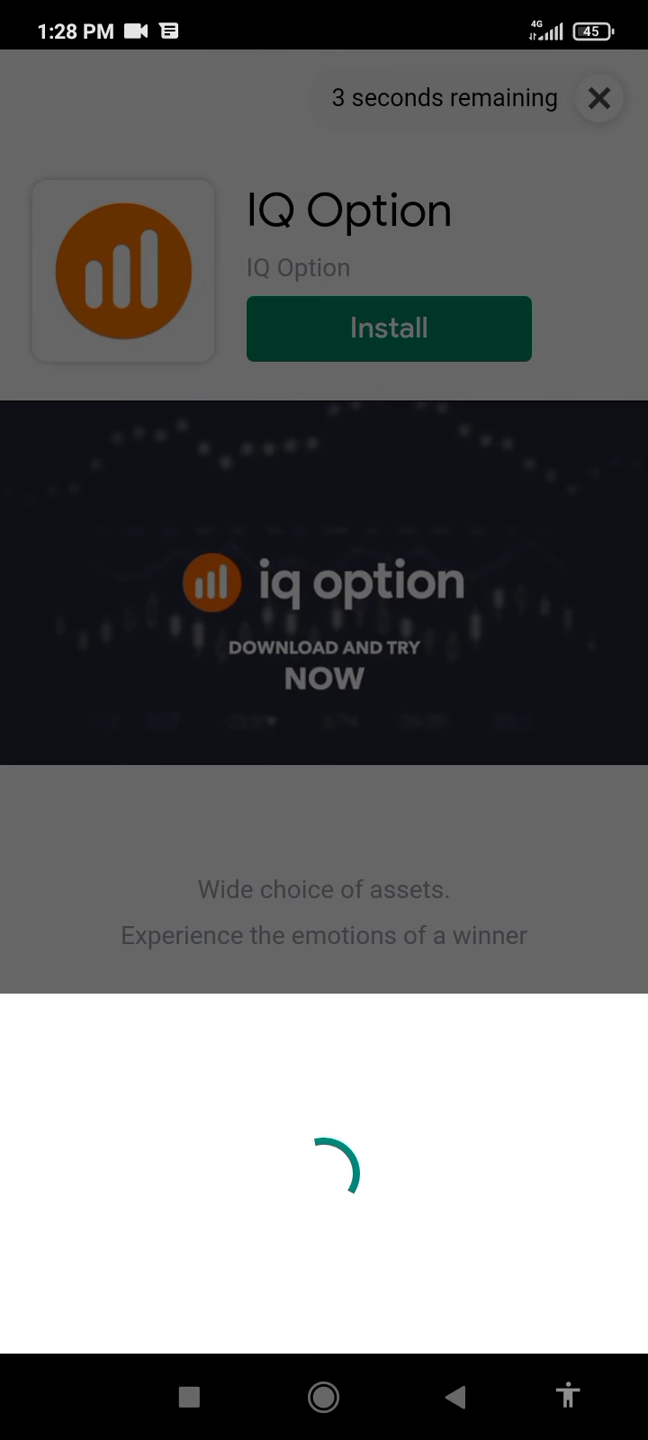 1:28 PM
4G
45
3 seconds remaining
IQ Option
IQ Option
Install
iq option
DOWNLOAD AND TRY
NOW
Wide choice of assets.
Experience the emotions of a winner